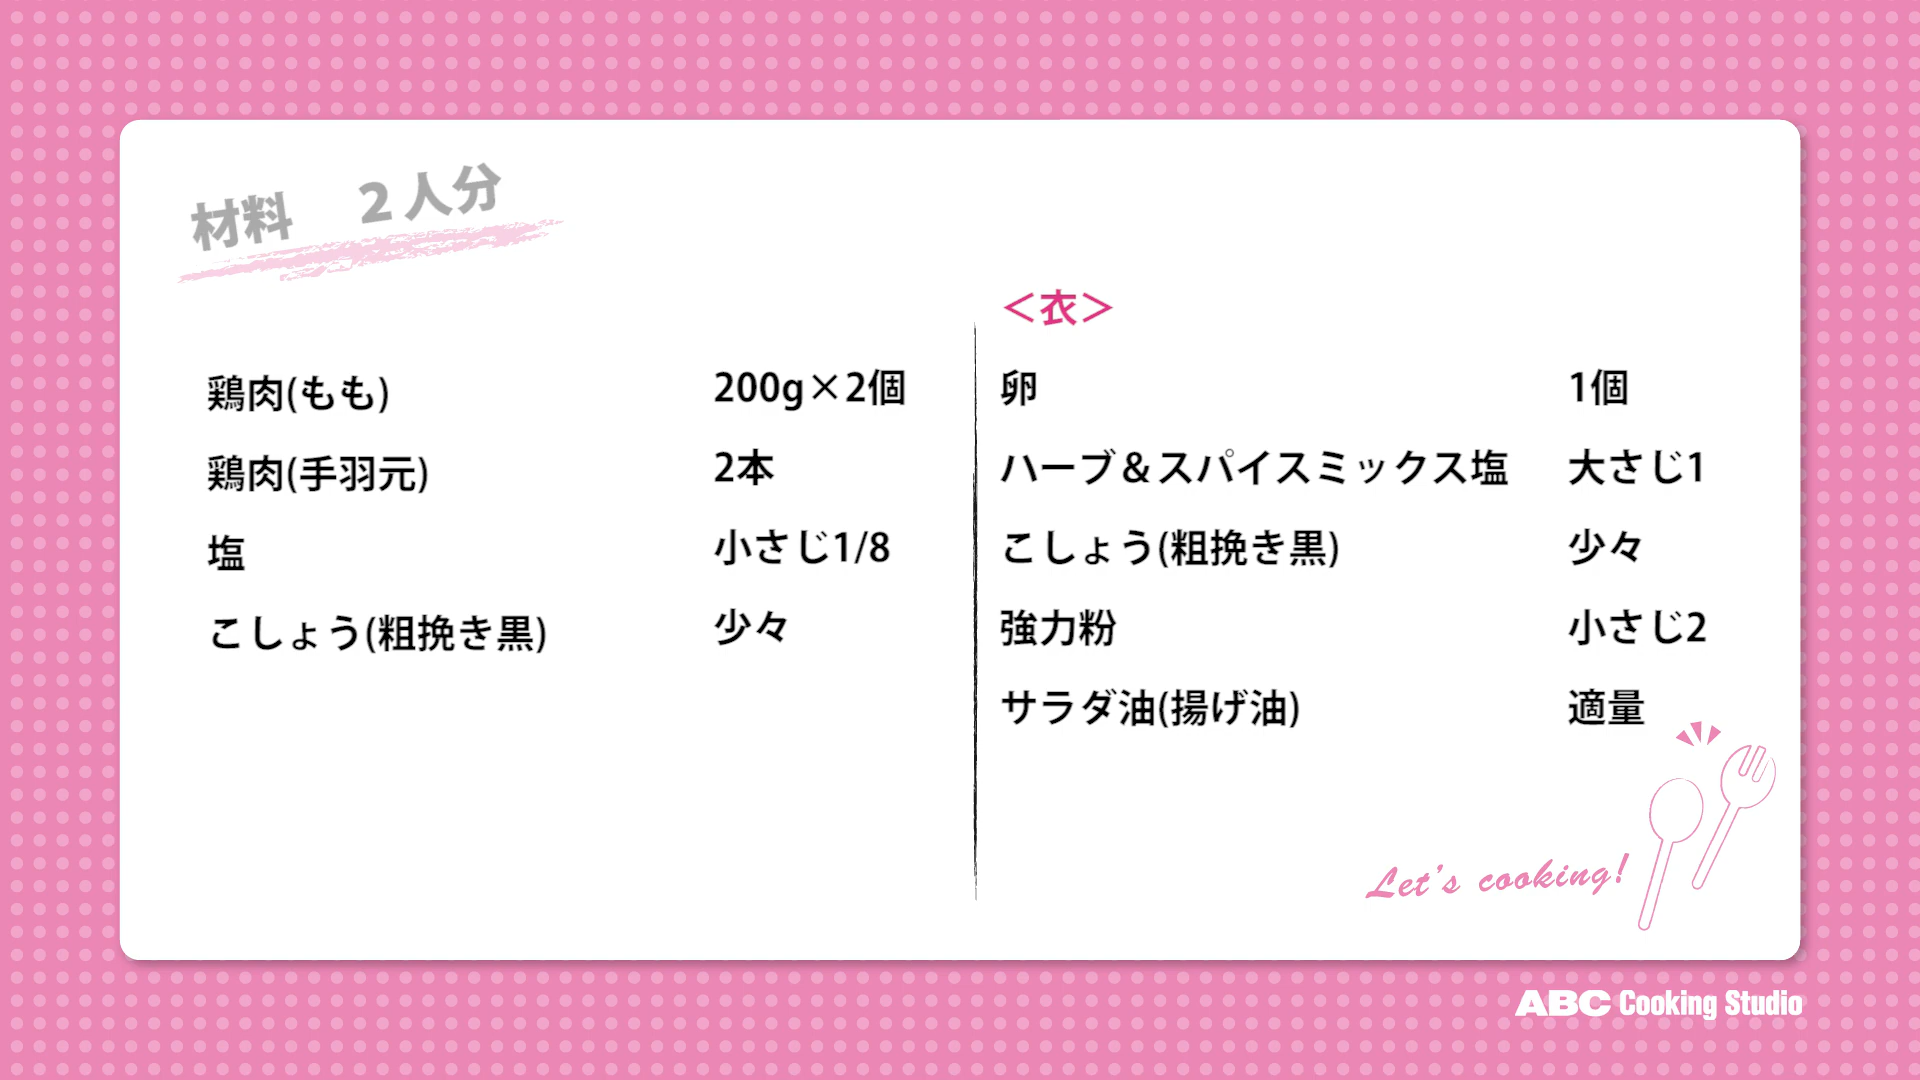 材料　２人分
鶏肉(もも)　200g×2個
鶏肉(手羽元)　2本
塩　小さじ1/8
こしょう(粗挽き黒)　少々
＜衣＞
卵　1個
ハーブ＆スパイスミックス塩　大さじ1
こしょう(粗挽き黒)　少々
強力粉　小さじ2
サラダ油(揚げ油)　適量
Let's cooking!
ABC Cooking Studio